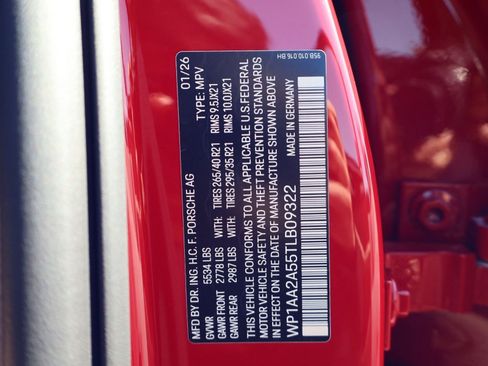 MFD BY DR. ING. H.C. F. PORSCHE AG 01/26
GVWR 5534 LBS TYPE: MPV
GAWR FRONT 2778 LBS WITH: TIRES 265/40 R21 RIMS 9.5JX21
GAWR REAR 2987 LBS WITH: TIRES 295/35 R21 RIMS 10.0JX21
THIS VEHICLE CONFORMS TO ALL APPLICABLE U.S. FEDERAL
MOTOR VEHICLE SAFETY AND THEFT PREVENTION STANDARDS
IN EFFECT ON THE DATE OF MANUFACTURE SHOWN ABOVE
WP1AA2A55TLB09322 MADE IN GERMANY
95B.010.016.BH